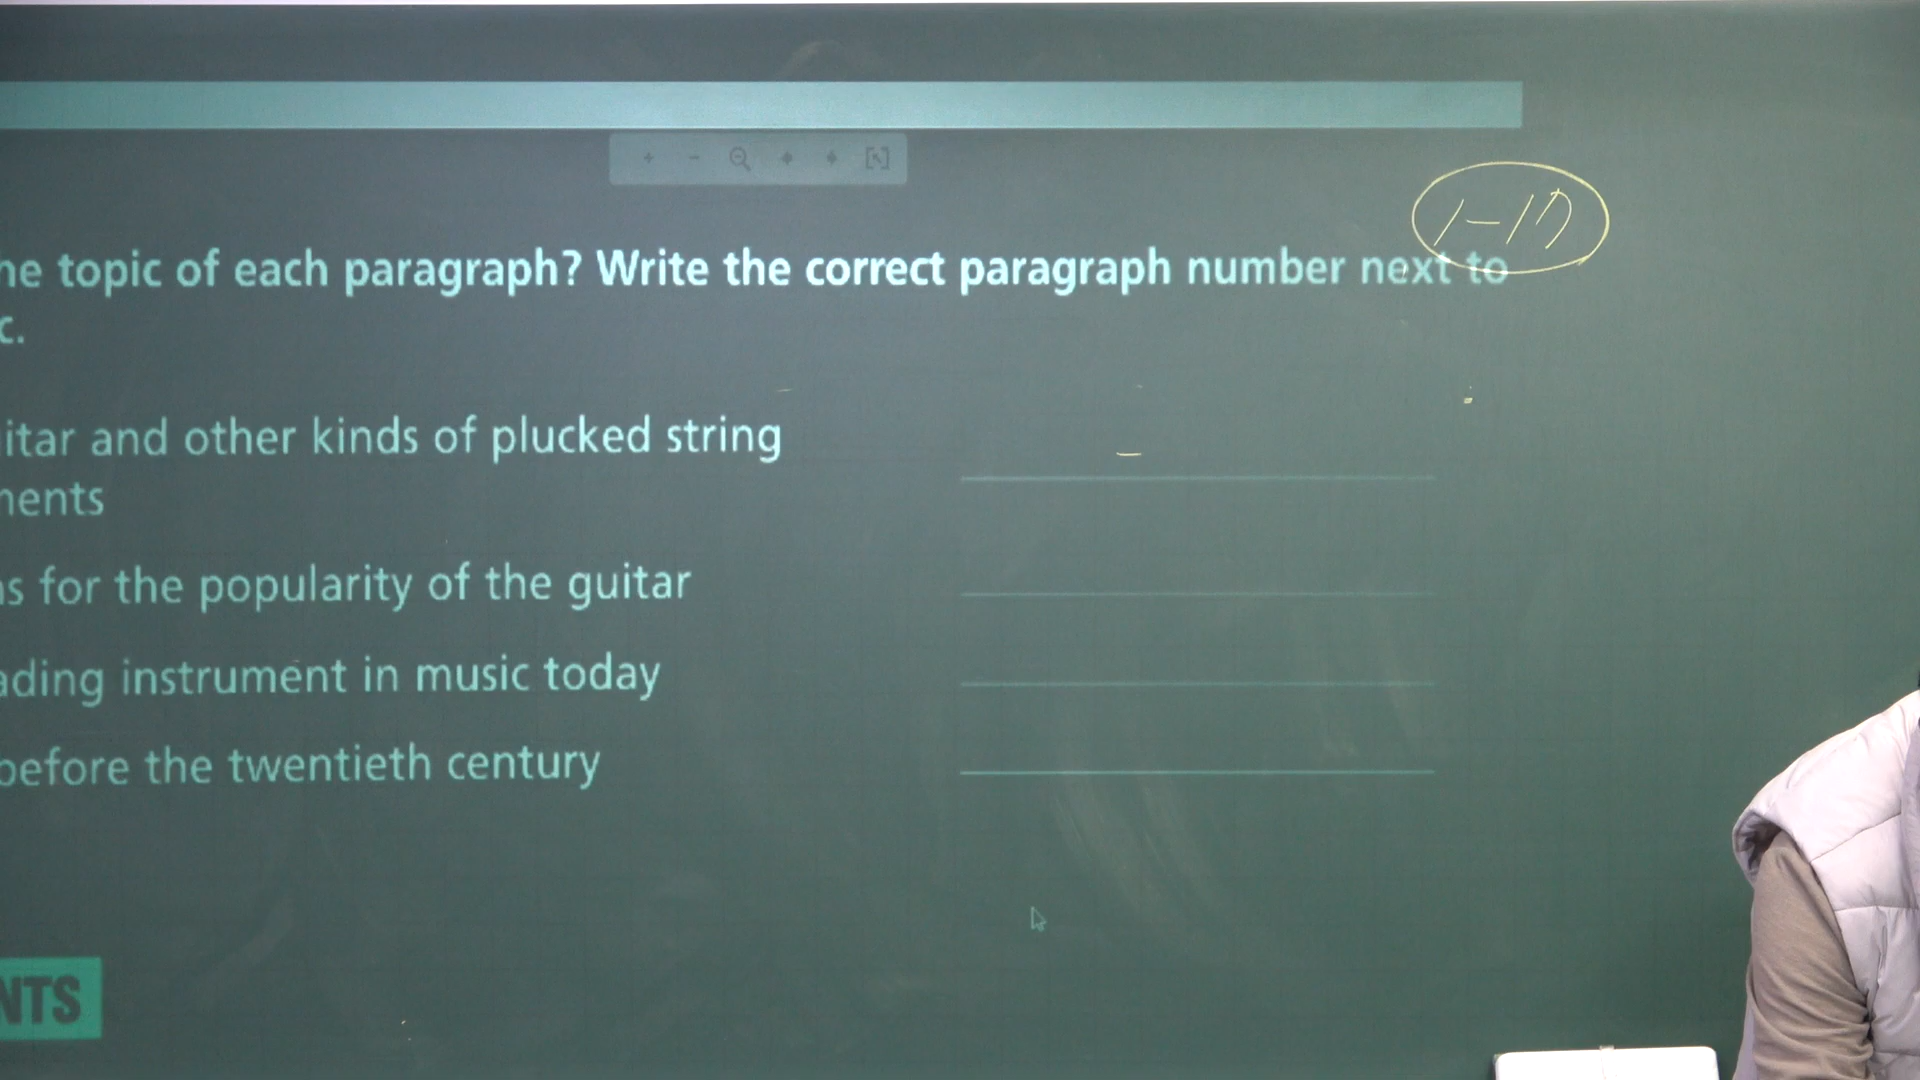 1-17
he topic of each paragraph? Write the correct paragraph number next to
c.
itar and other kinds of plucked string
ments
s for the popularity of the guitar
ading instrument in music today
before the twentieth century
NTS